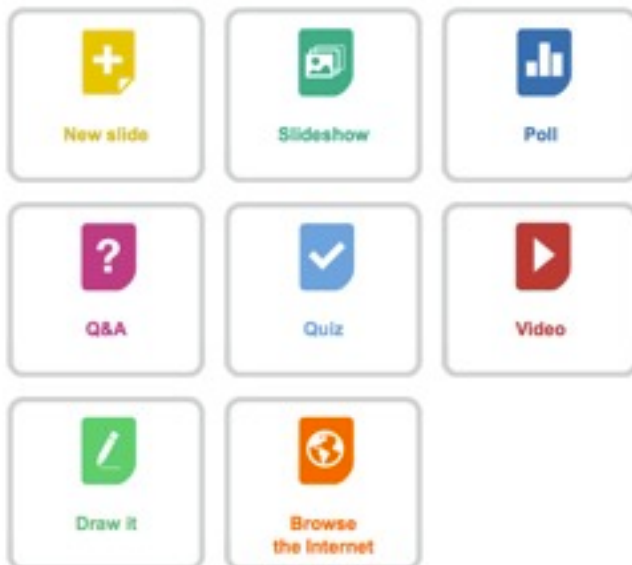 New slide
Slideshow
Poll
Q&A
Quiz
Video
Draw it
Browse
the Internet